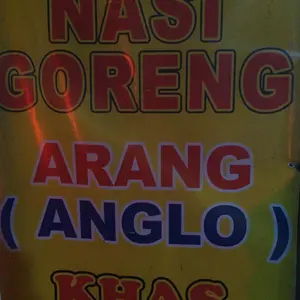 NASI
GORENG
ARANG
( ANGLO )
KHAS